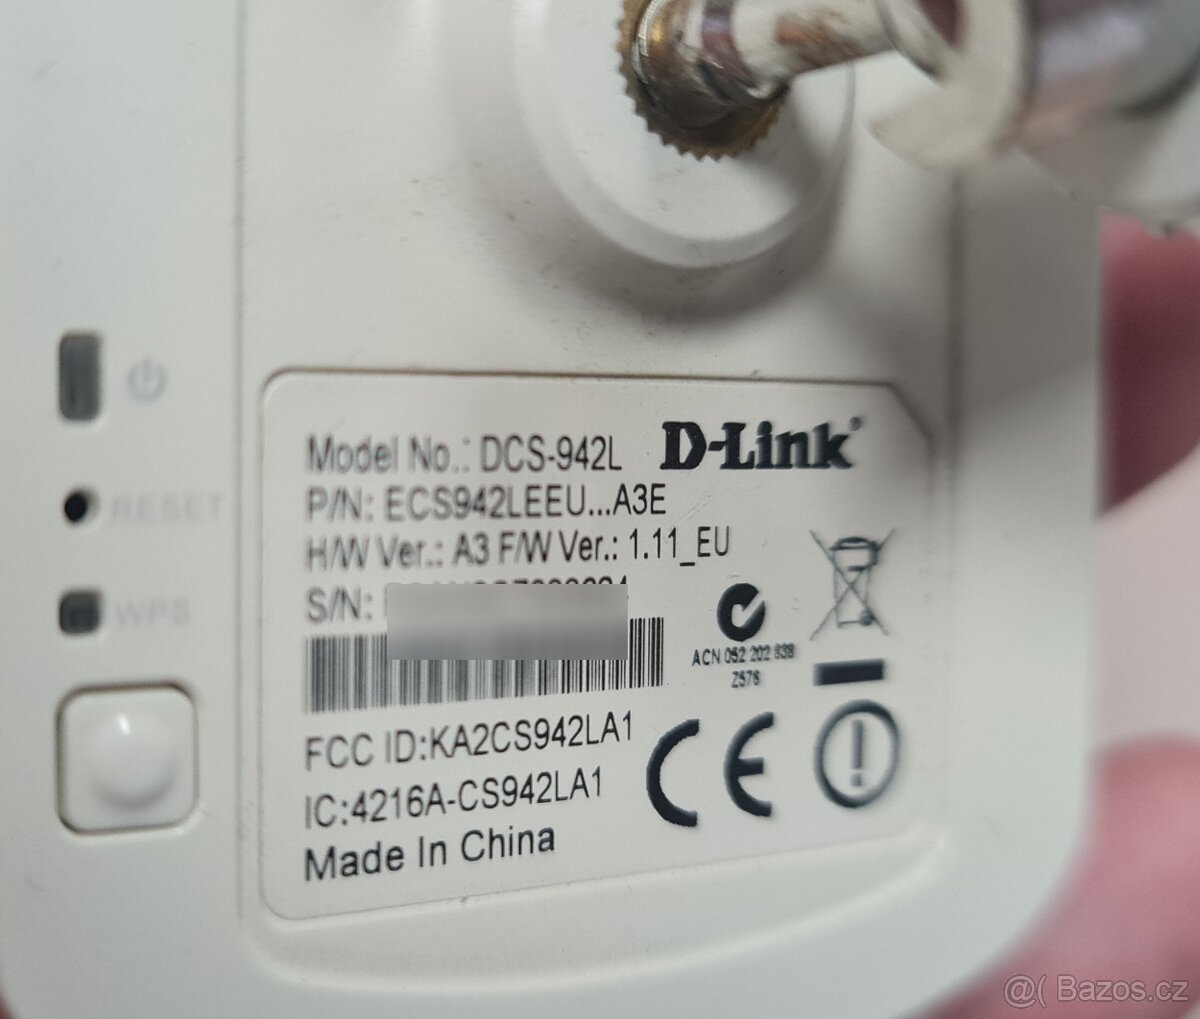 Model No.: DCS-942L D-Link®
P/N: ECS942LEEU...A3E
H/W Ver.: A3 F/W Ver.: 1.11_EU
S/N:
RESET
WPS
ACN 052 202 838
Z576
FCC ID:KA2CS942LA1
IC:4216A-CS942LA1
CE
Made In China
@( Bazos.cz